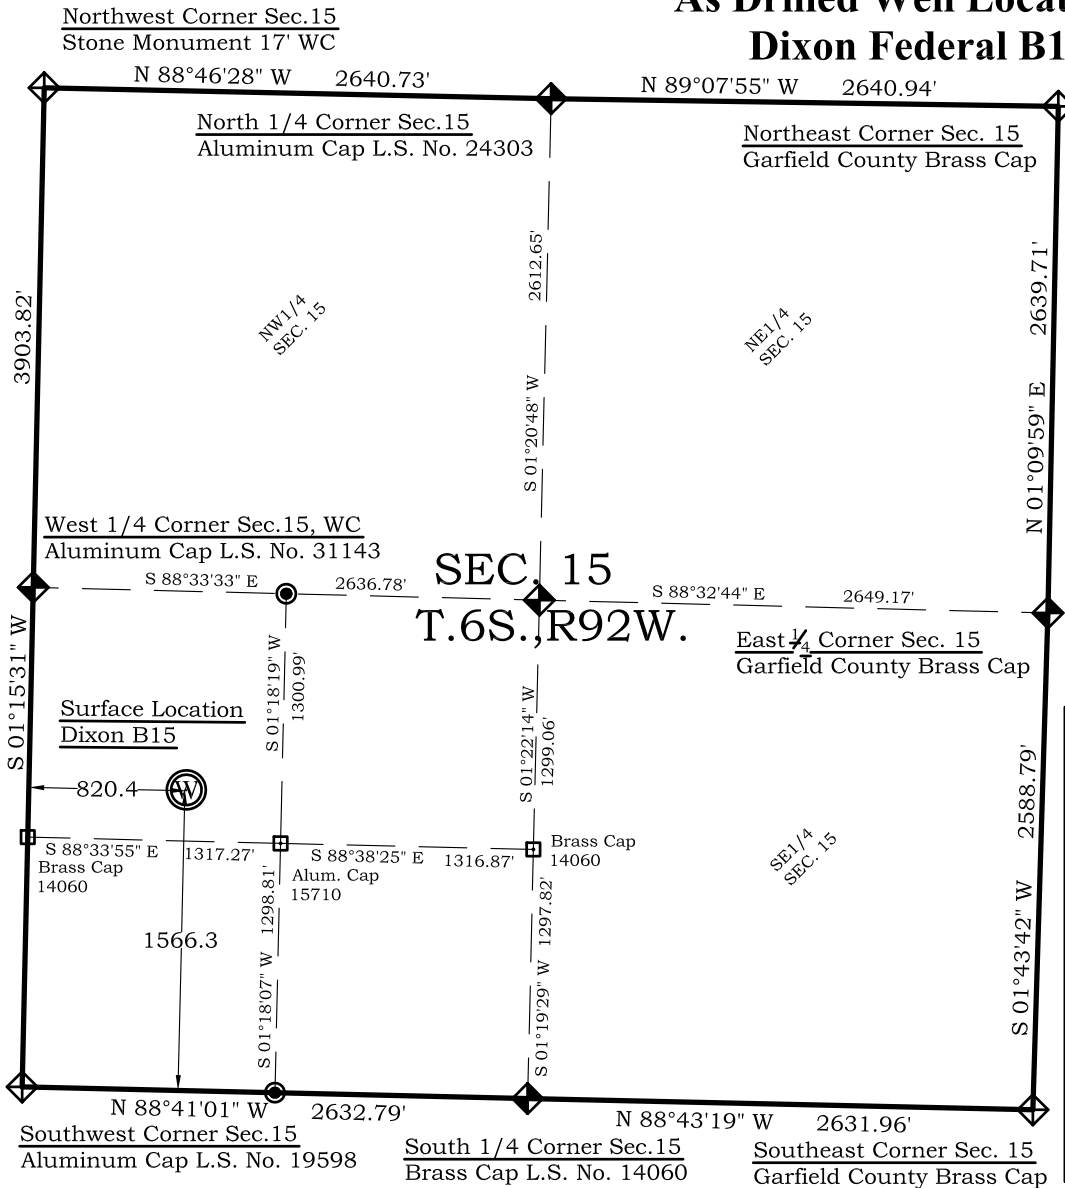 As Drilled Well Locat
Dixon Federal B1
Northwest Corner Sec.15
Stone Monument 17' WC
N 88°46'28" W 2640.73'
N 89°07'55" W 2640.94'
North 1/4 Corner Sec.15
Aluminum Cap L.S. No. 24303
Northeast Corner Sec. 15
Garfield County Brass Cap
3903.82'
S 01°15'31" W
NW1/4
SEC. 15
2612.65'
S 01°20'48" W
NE1/4
SEC. 15
2639.71'
N 01°09'59" E
West 1/4 Corner Sec.15, WC
Aluminum Cap L.S. No. 31143
S 88°33'33" E 2636.78'
SEC. 15
T.6S.,R92W.
S 88°32'44" E 2649.17'
East 1/4 Corner Sec. 15
Garfield County Brass Cap
S 01°18'19" W
1300.99'
S 01°22'14" W
1299.06'
Surface Location
Dixon B15
820.4
W
S 88°33'55" E 1317.27'
Brass Cap
14060
S 88°38'25" E 1316.87'
Alum. Cap
15710
Brass Cap
14060
SE1/4
SEC. 15
2588.79'
S 01°43'42" W
1566.3
S 01°18'07" W 1298.81'
S 01°19'29" W 1297.82'
N 88°41'01" W 2632.79'
N 88°43'19" W 2631.96'
Southwest Corner Sec.15
Aluminum Cap L.S. No. 19598
South 1/4 Corner Sec.15
Brass Cap L.S. No. 14060
Southeast Corner Sec. 15
Garfield County Brass Cap